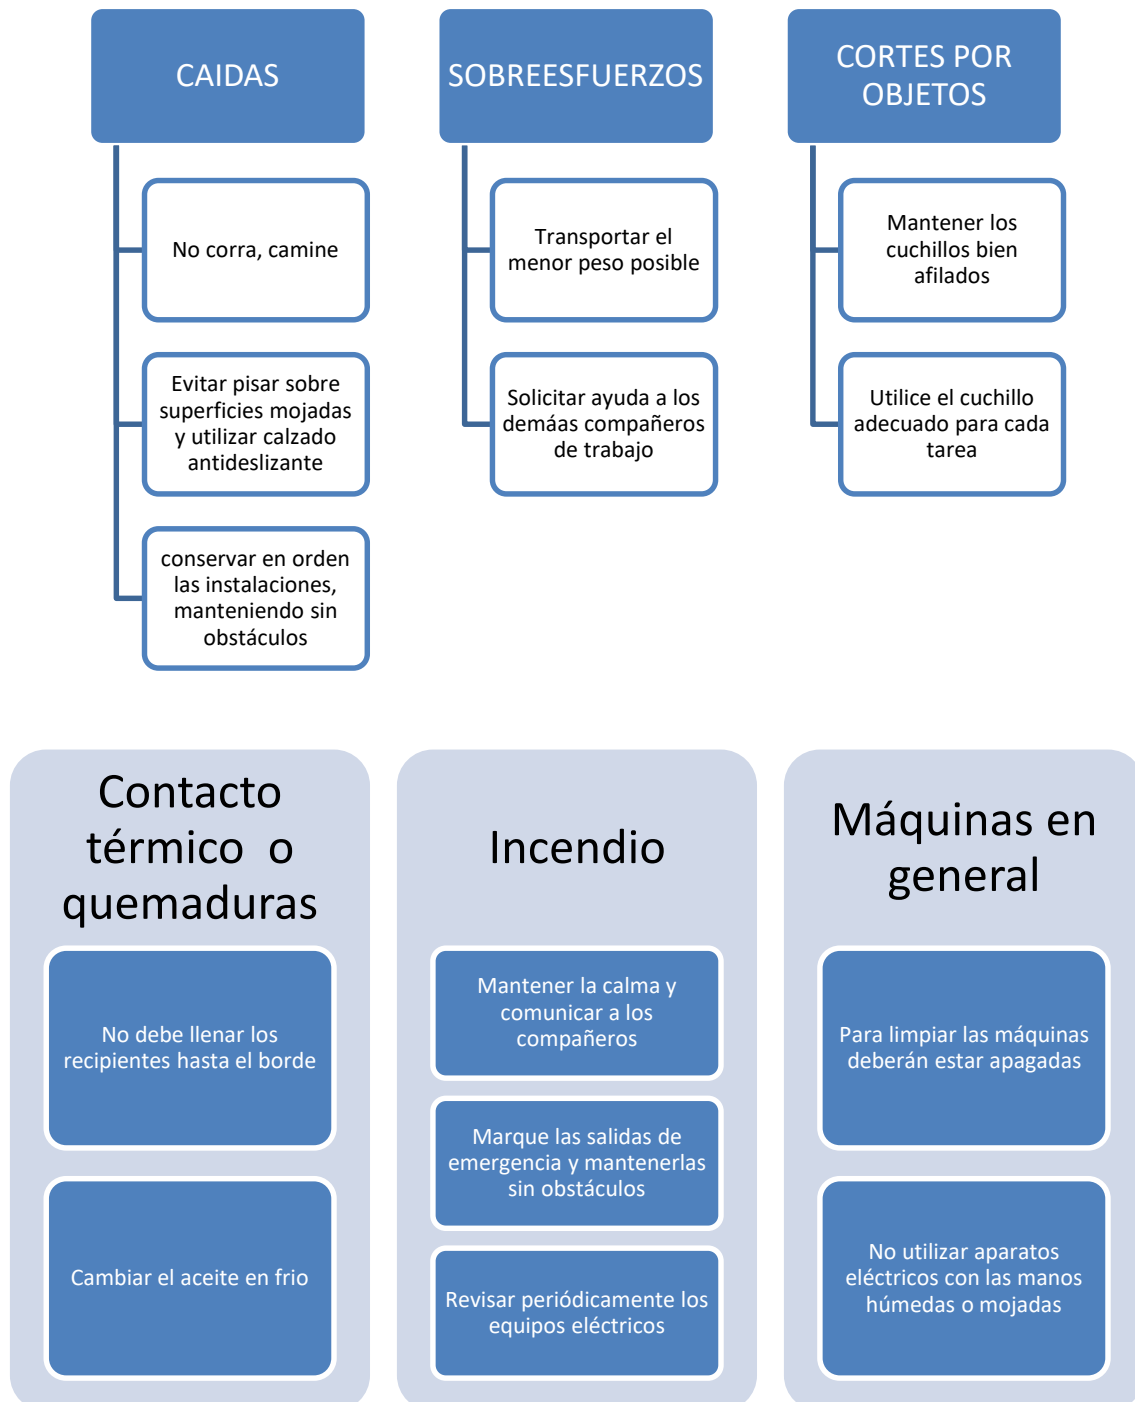 CAIDAS
No corra, camine
Evitar pisar sobre
superficies mojadas
y utilizar calzado
antideslizante
conservar en orden
las instalaciones,
manteniendo sin
obstáculos
SOBREESFUERZOS
Transportar el
menor peso posible
Solicitar ayuda a los
demáas compañeros
de trabajo
CORTES POR
OBJETOS
Mantener los
cuchillos bien
afilados
Utilice el cuchillo
adecuado para cada
tarea
Contacto
térmico o
quemaduras
No debe llenar los
recipientes hasta el borde
Cambiar el aceite en frio
Incendio
Mantener la calma y
comunicar a los
compañeros
Marque las salidas de
emergencia y mantenerlas
sin obstáculos
Revisar periódicamente los
equipos eléctricos
Máquinas en
general
Para limpiar las máquinas
deberán estar apagadas
No utilizar aparatos
eléctricos con las manos
húmedas o mojadas